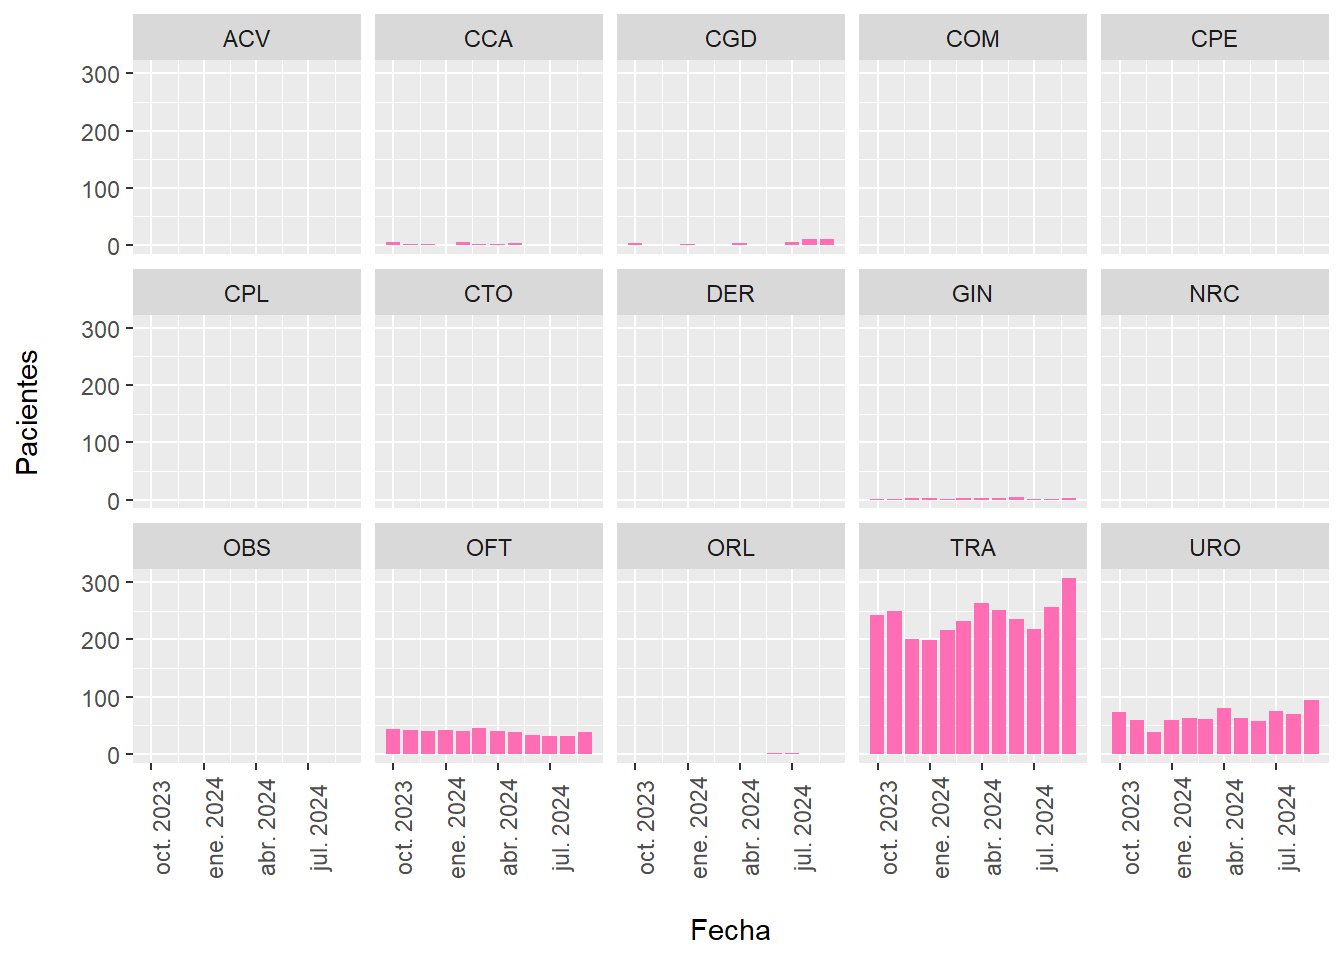 ACV CCA CGD COM CPE
300
200
100
0
CPL CTO DER GIN NRC
300
200
100
0
Pacientes
OBS OFT ORL TRA URO
300
200
100
0
oct. 2023 ene. 2024 abr. 2024 jul. 2024 oct. 2023 ene. 2024 abr. 2024 jul. 2024 oct. 2023 ene. 2024 abr. 2024 jul. 2024 oct. 2023 ene. 2024 abr. 2024 jul. 2024 oct. 2023 ene. 2024 abr. 2024 jul. 2024
Fecha